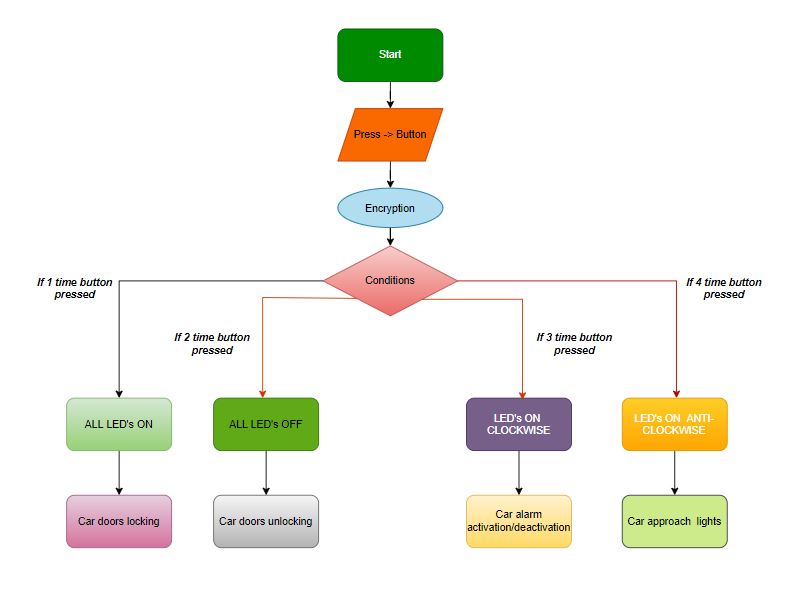 Start
Press -> Button
Encryption
Conditions
If 1 time button
pressed
If 2 time button
pressed
If 3 time button
pressed
If 4 time button
pressed
ALL LED's ON
ALL LED's OFF
LED's ON
CLOCKWISE
LED's ON  ANTI-
CLOCKWISE
Car doors locking
Car doors unlocking
Car alarm
activation/deactivation
Car approach  lights